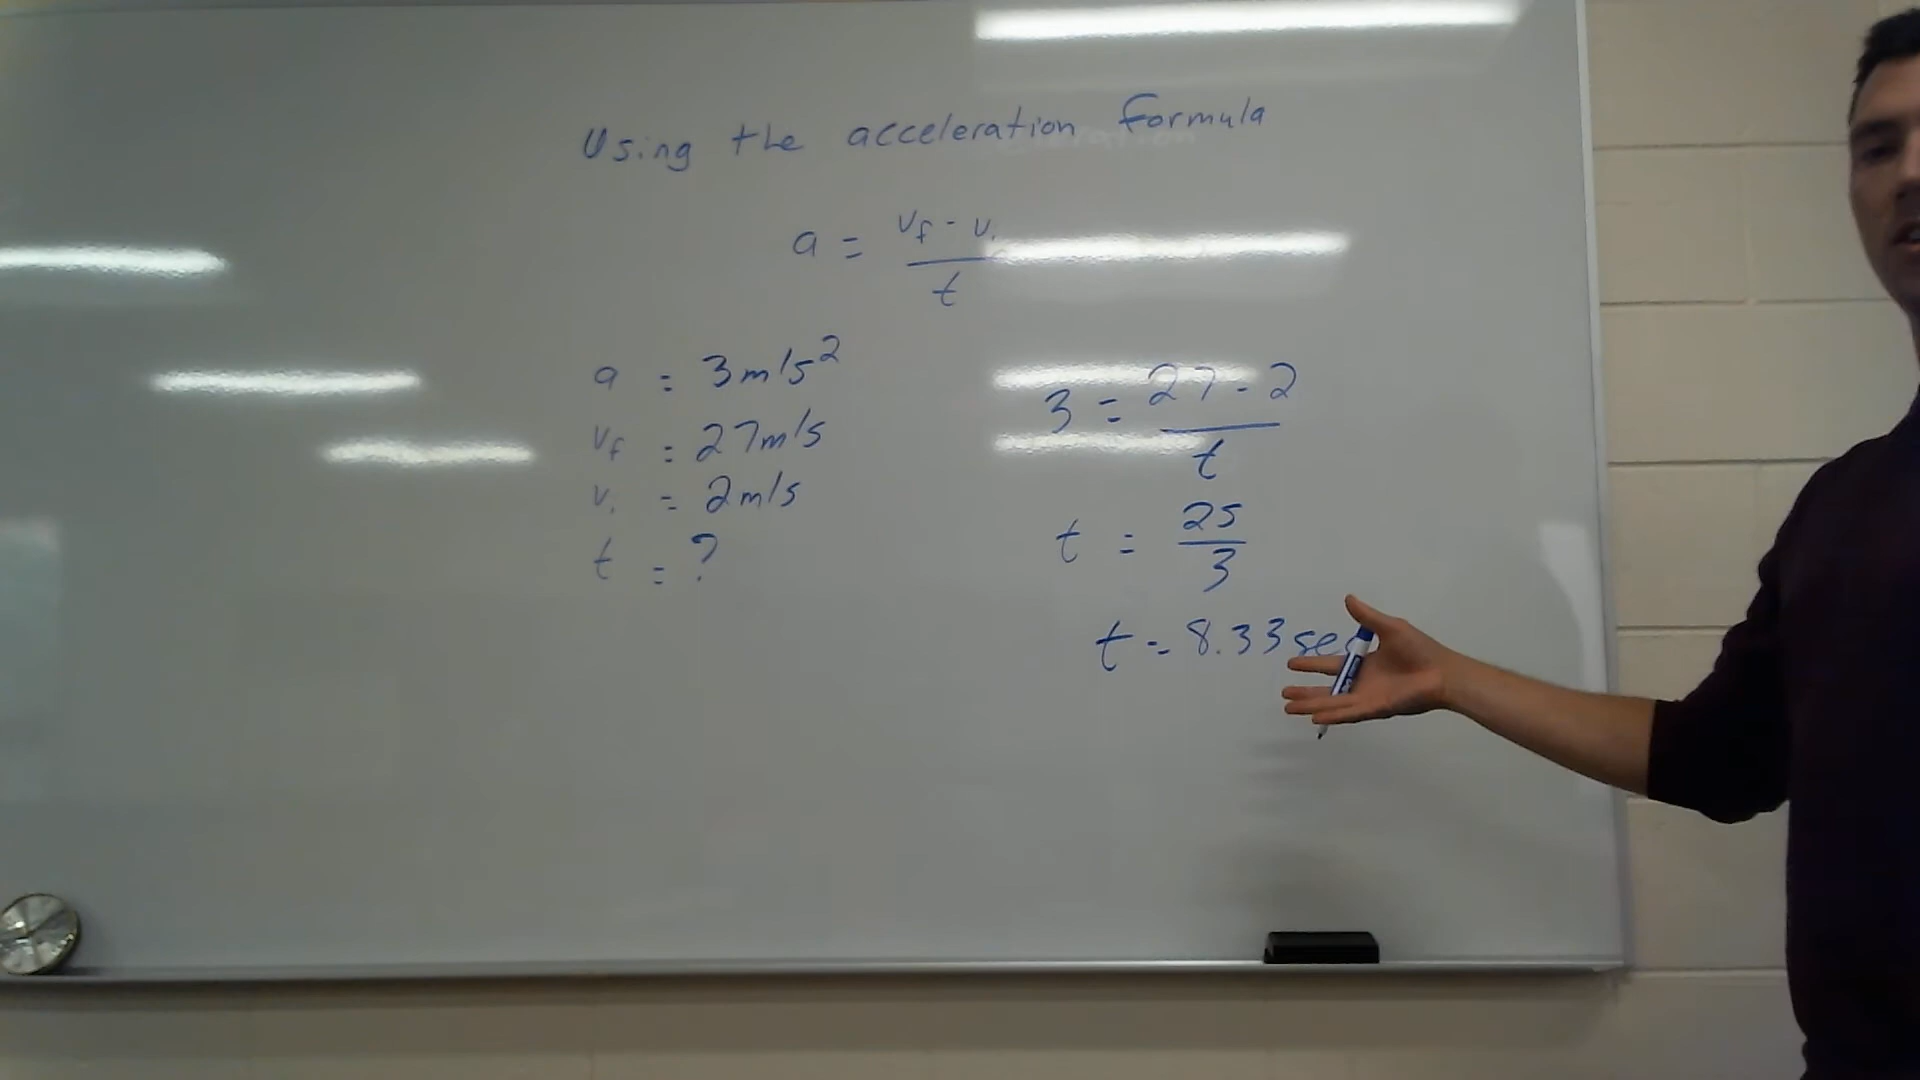 Using the acceleration formula
a = vf - vi
t
a = 3m/s²
vf = 27m/s
vi = 2m/s
t = ?
3 = 27 - 2
t
t = 25
3
t = 8.33 sec